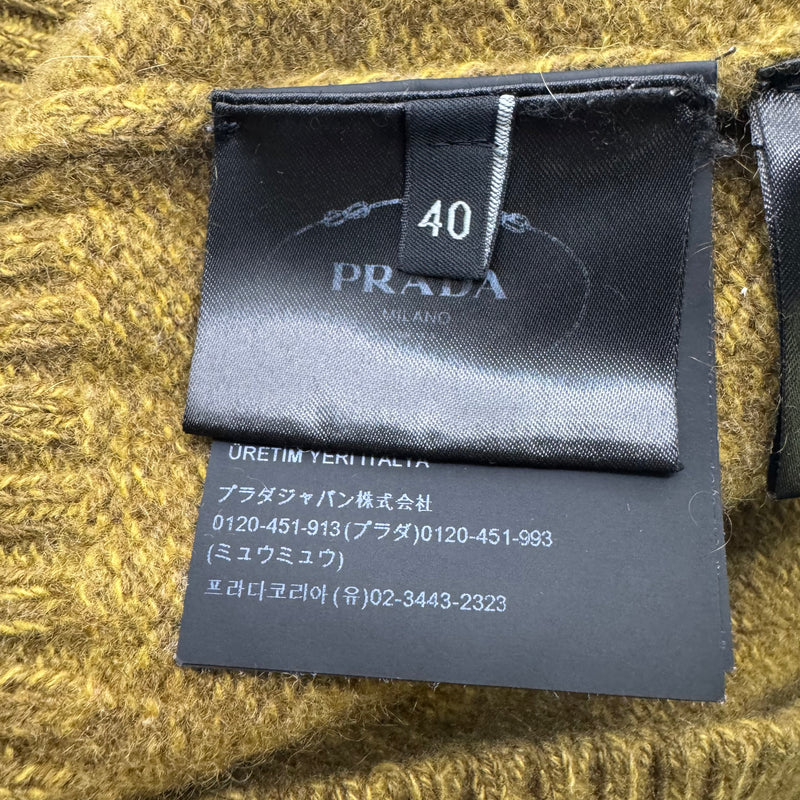 40
PRADA
MILANO
ÜRETIM YERI ITALYA
プラダジャパン株式会社
0120-451-913(プラダ)0120-451-993
(ミュウミュウ)
프라다코리아(유)02-3443-2323